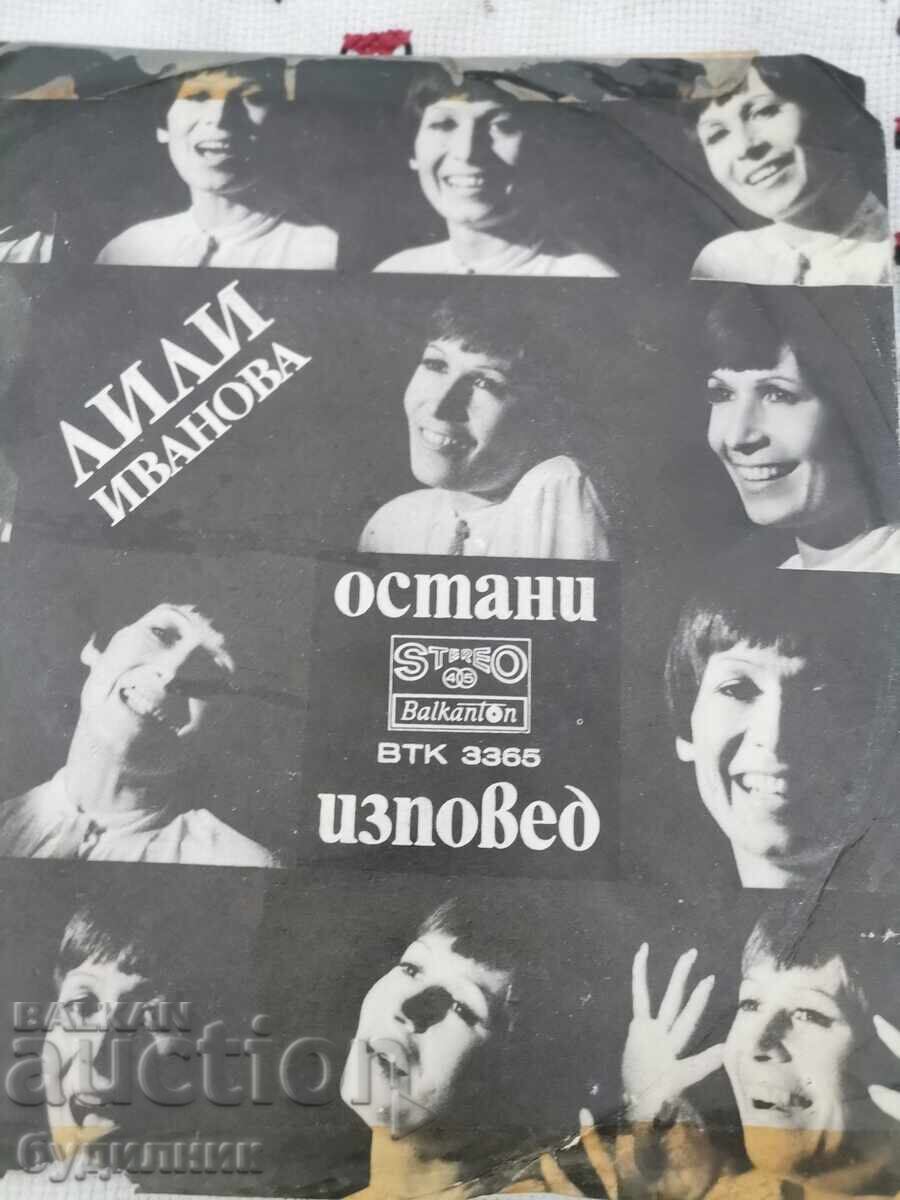 ЛИЛИ
ИВАНОВА
остани
STEREO
45
Balkanton
ВТК 3365
изповед
BALKAN
auction
будилник